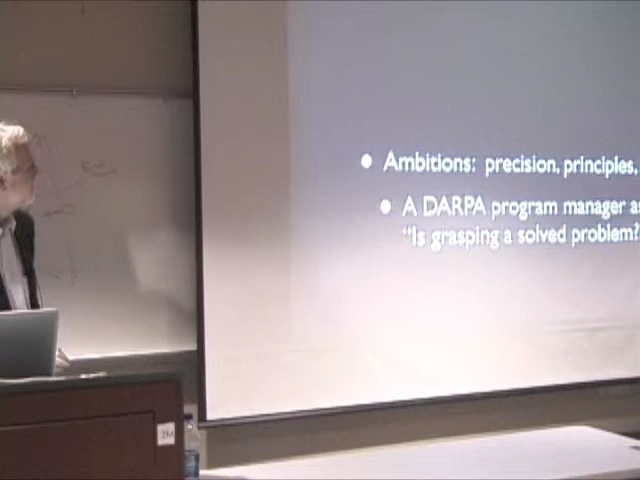 Ambitions: precision, principles,
A DARPA program manager as
"Is grasping a solved problem?